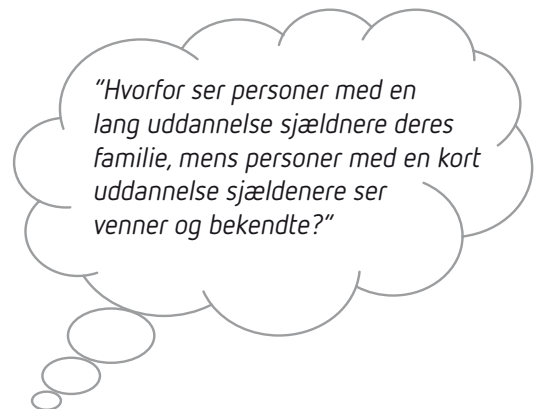 ”Hvorfor ser personer med en
lang uddannelse sjældnere deres
familie, mens personer med en kort
uddannelse sjældenere ser
venner og bekendte?”